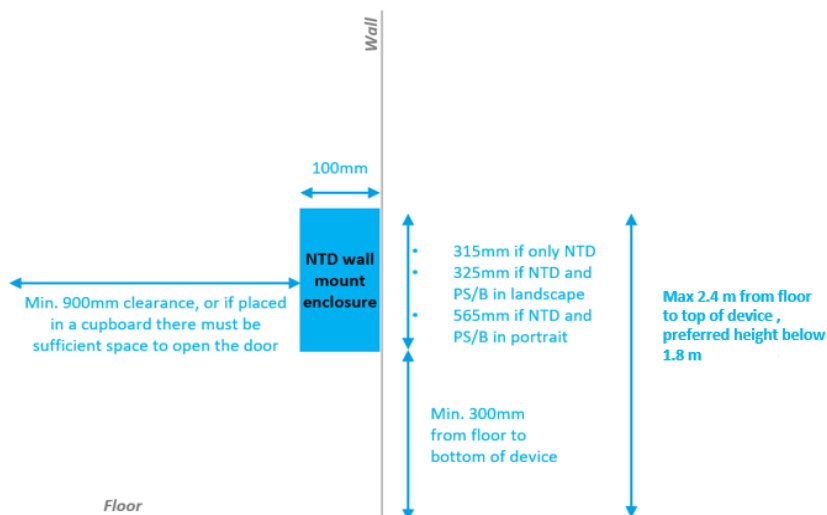 Wall
100mm
NTD wall
mount
enclosure
• 315mm if only NTD
• 325mm if NTD and
PS/B in landscape
• 565mm if NTD and
PS/B in portrait
Min. 900mm clearance, or if placed
in a cupboard there must be
sufficient space to open the door
Max 2.4 m from floor
to top of device ,
preferred height below
1.8 m
Min. 300mm
from floor to
bottom of device
Floor